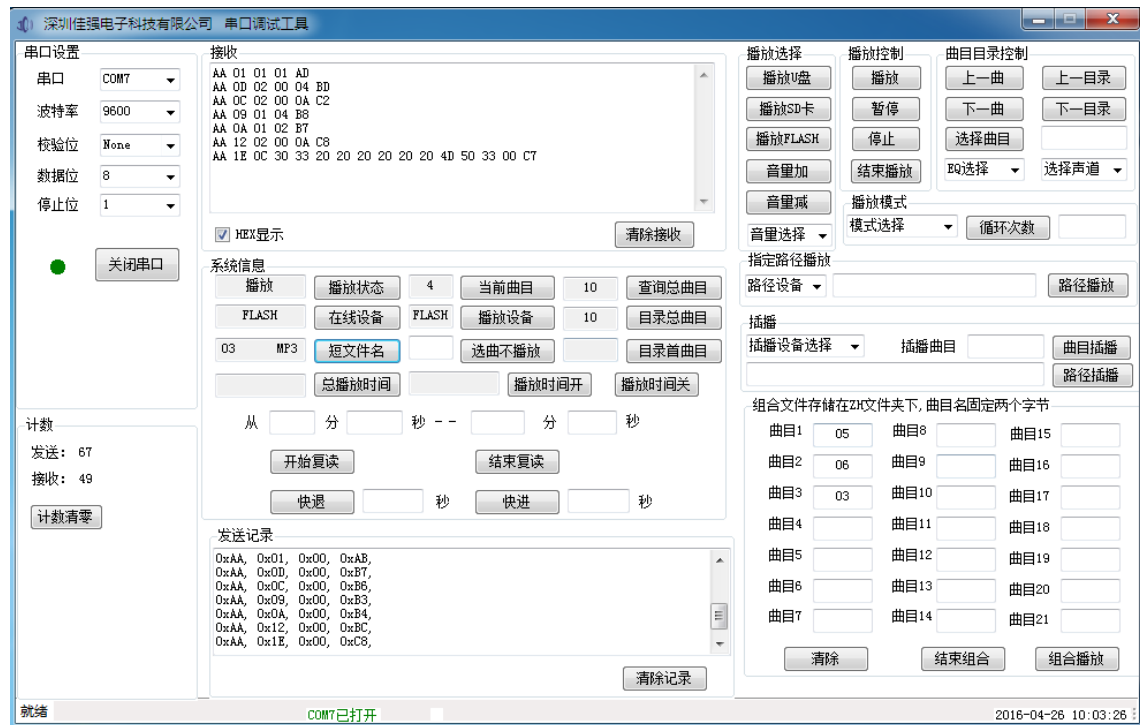 深圳佳强电子科技有限公司 串口调试工具
串口设置
串口 COM7
波特率 9600
校验位 None
数据位 8
停止位 1
关闭串口
计数
发送: 67
接收: 49
计数清零
接收
AA 01 01 01 AD
AA 0D 02 00 04 BD
AA 0C 02 00 0A C2
AA 09 01 04 B8
AA 0A 01 02 B7
AA 12 02 00 0A C8
AA 1E 0C 30 33 20 20 20 20 20 20 4D 50 33 00 C7
HEX显示 清除接收
系统信息
播放 播放状态 4 当前曲目 10 查询总曲目
FLASH 在线设备 FLASH 播放设备 10 目录总曲目
03 MP3 短文件名 选曲不播放 目录首曲目
总播放时间 播放时间开 播放时间关
从 分 秒 -- 分 秒
开始复读 结束复读
快退 秒 快进 秒
发送记录
0xAA, 0x01, 0x00, 0xAB,
0xAA, 0x0D, 0x00, 0xB7,
0xAA, 0x0C, 0x00, 0xB6,
0xAA, 0x09, 0x00, 0xB3,
0xAA, 0x0A, 0x00, 0xB4,
0xAA, 0x12, 0x00, 0xBC,
0xAA, 0x1E, 0x00, 0xC8,
清除记录
播放选择
播放U盘
播放SD卡
播放FLASH
音量加
音量减
音量选择
播放控制
播放
暂停
停止
结束播放
曲目目录控制
上一曲 上一目录
下一曲 下一目录
选择曲目
EQ选择 选择声道
播放模式
模式选择 循环次数
指定路径播放
路径设备 路径播放
插播
插播设备选择 插播曲目 曲目插播
路径插播
组合文件存储在ZH文件夹下,曲目名固定两个字节
曲目1 05 曲目8 曲目15
曲目2 06 曲目9 曲目16
曲目3 03 曲目10 曲目17
曲目4 曲目11 曲目18
曲目5 曲目12 曲目19
曲目6 曲目13 曲目20
曲目7 曲目14 曲目21
清除 结束组合 组合播放
就绪 COM7已打开 2016-04-26 10:03:26